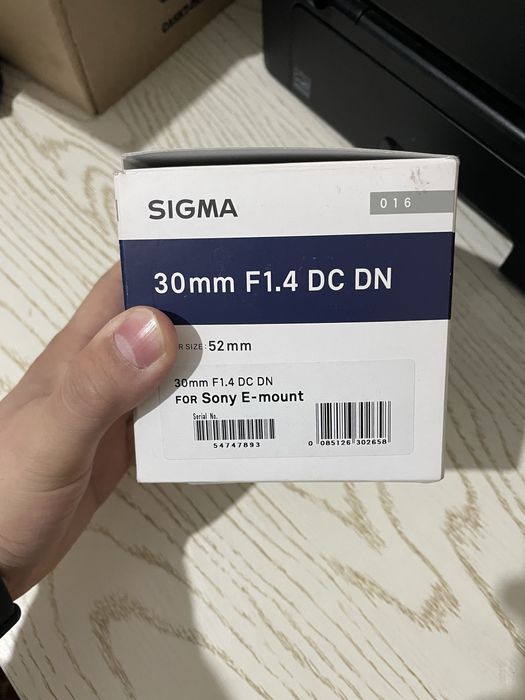 SIGMA
016
30mm F1.4 DC DN
R SIZE: 52mm
30mm F1.4 DC DN
FOR Sony E-mount
Serial No.
54747893
0 085126 302658